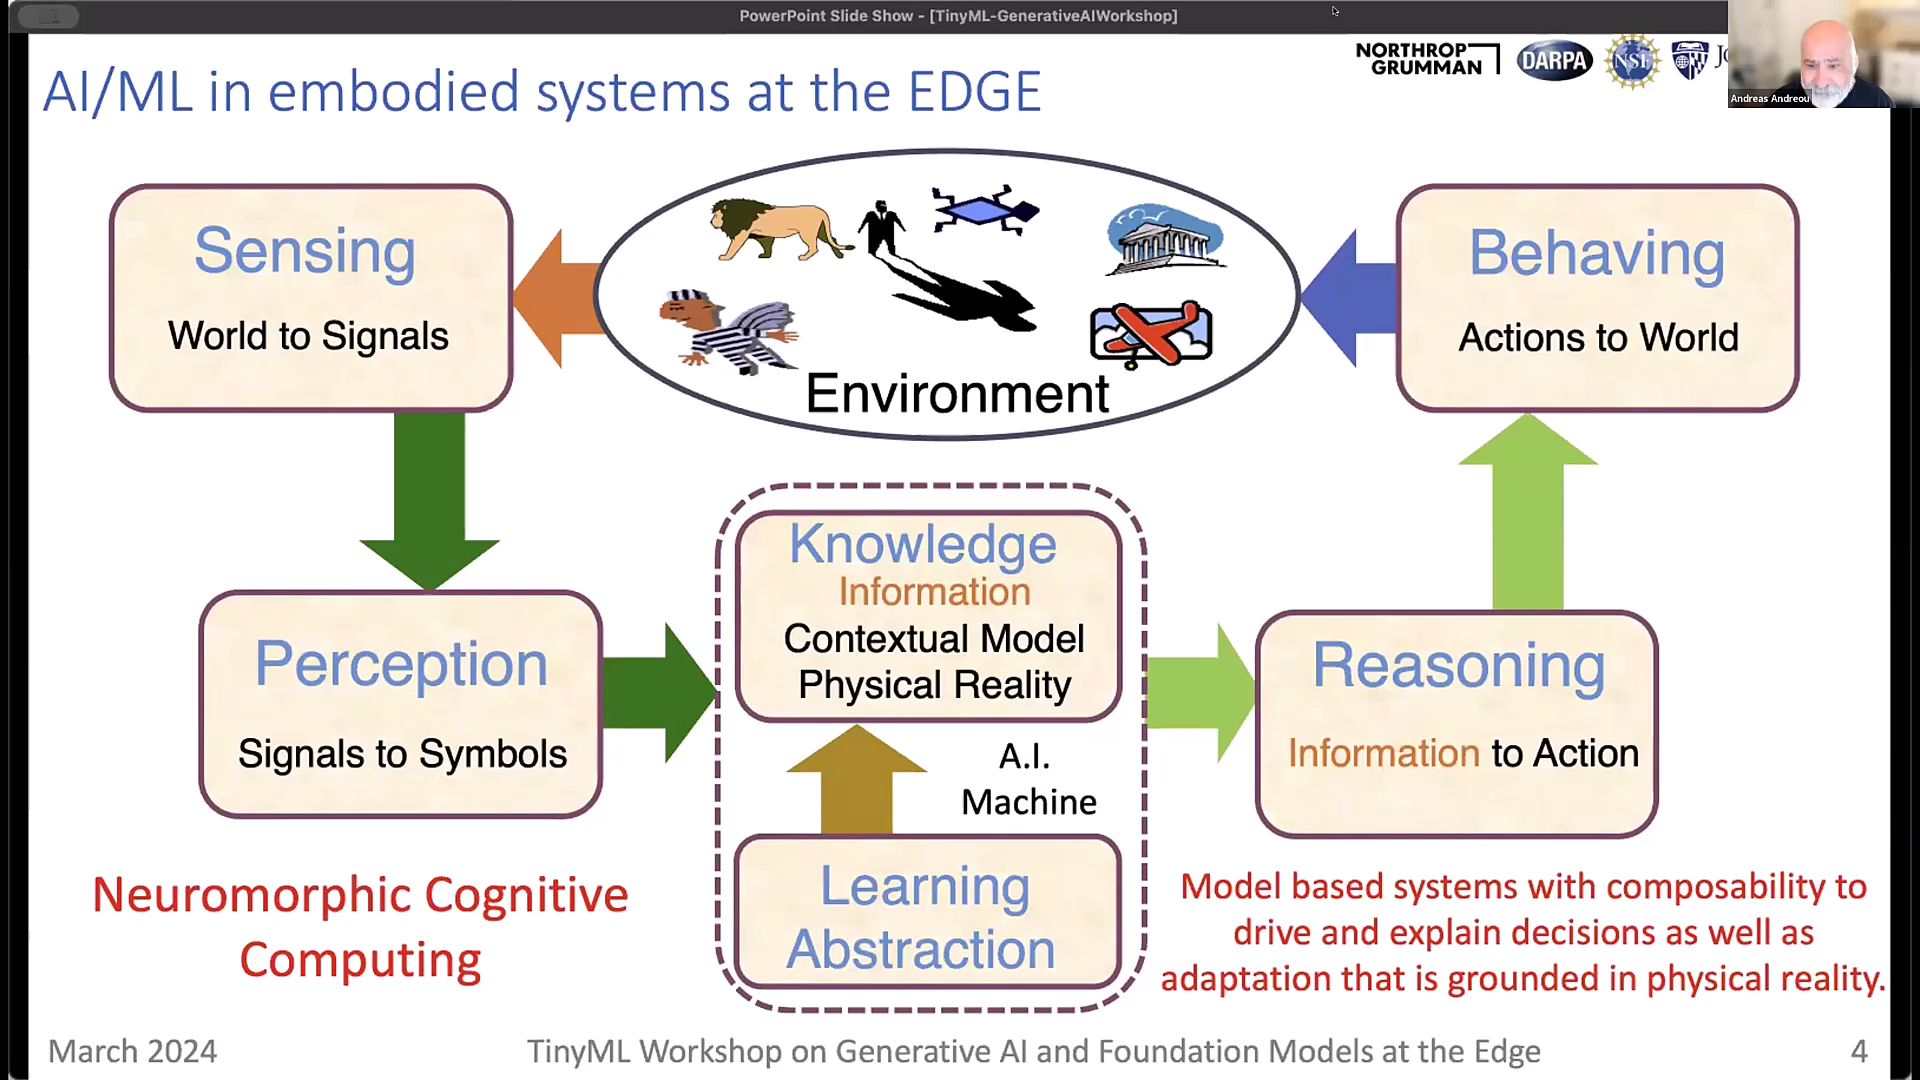 PowerPoint Slide Show - [TinyML-GenerativeAIWorkshop]
AI/ML in embodied systems at the EDGE
NORTHROP
GRUMMAN
DARPA
NSF
Andreas Andreou
Sensing
World to Signals
Environment
Behaving
Actions to World
Perception
Signals to Symbols
Knowledge
Information
Contextual Model
Physical Reality
A.I.
Machine
Learning
Abstraction
Reasoning
Information to Action
Neuromorphic Cognitive
Computing
Model based systems with composability to
drive and explain decisions as well as
adaptation that is grounded in physical reality.
March 2024
TinyML Workshop on Generative AI and Foundation Models at the Edge
4